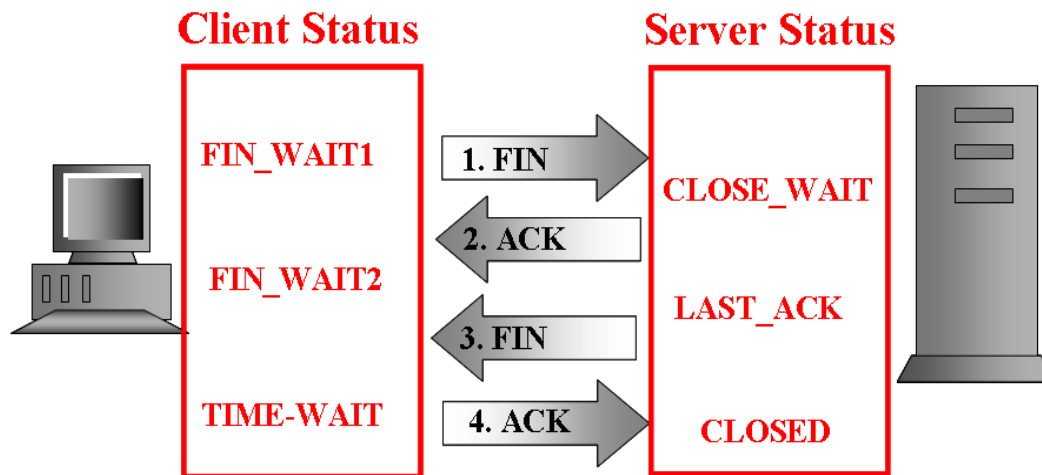 Client Status
Server Status
FIN_WAIT1
1. FIN
CLOSE_WAIT
2. ACK
FIN_WAIT2
LAST_ACK
3. FIN
TIME-WAIT
4. ACK
CLOSED